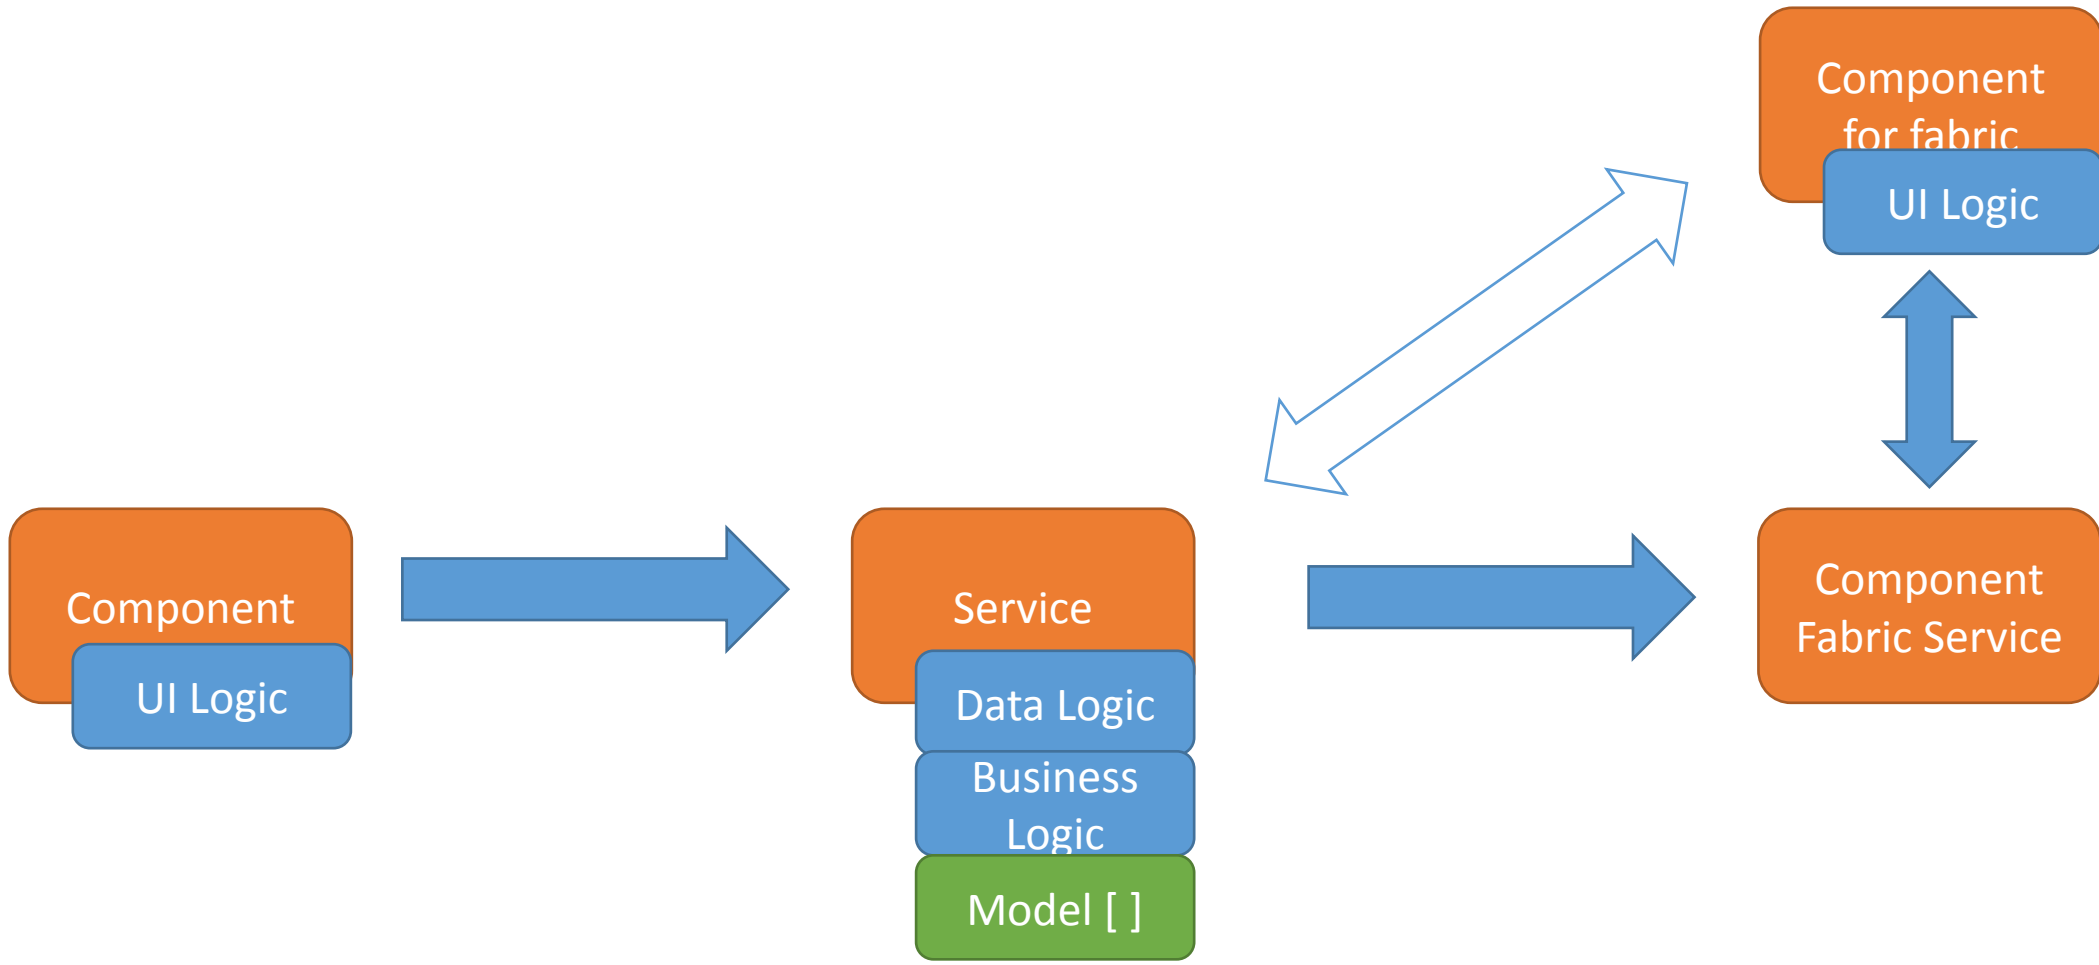 Component
for fabric
UI Logic
Component
UI Logic
Service
Data Logic
Business
Logic
Model [ ]
Component
Fabric Service